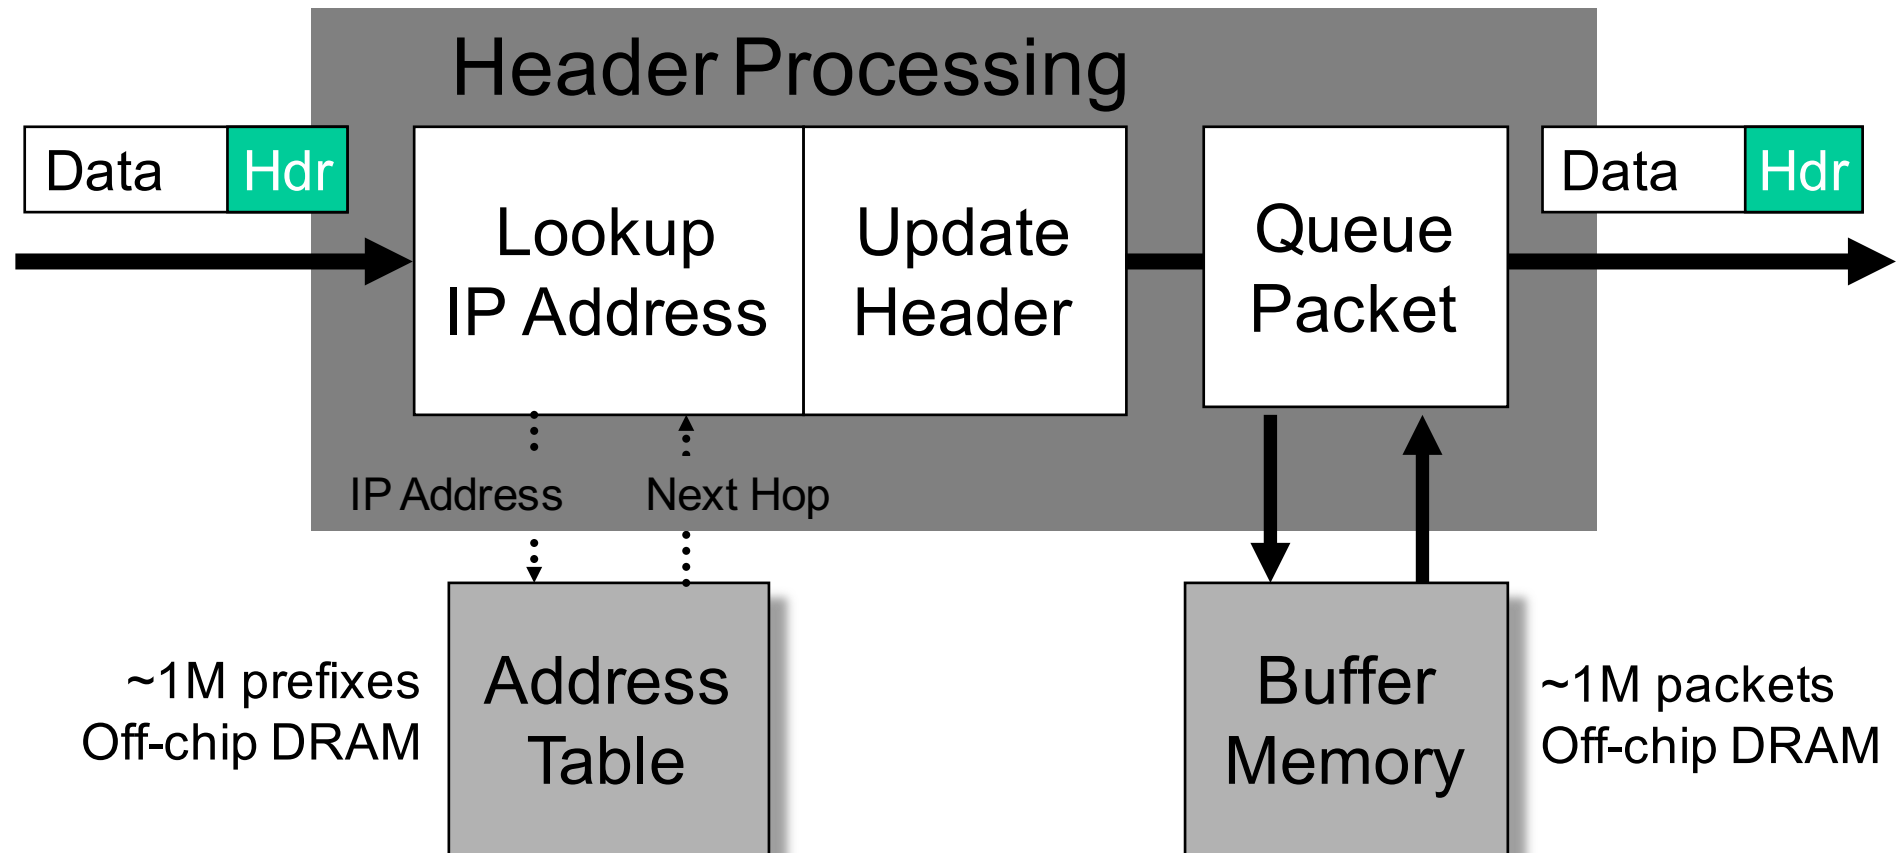 Header Processing
Data
Hdr
Lookup
IP Address
Update
Header
Queue
Packet
Data
Hdr
IP Address
Next Hop
~1M prefixes
Off-chip DRAM
Address
Table
Buffer
Memory
~1M packets
Off-chip DRAM